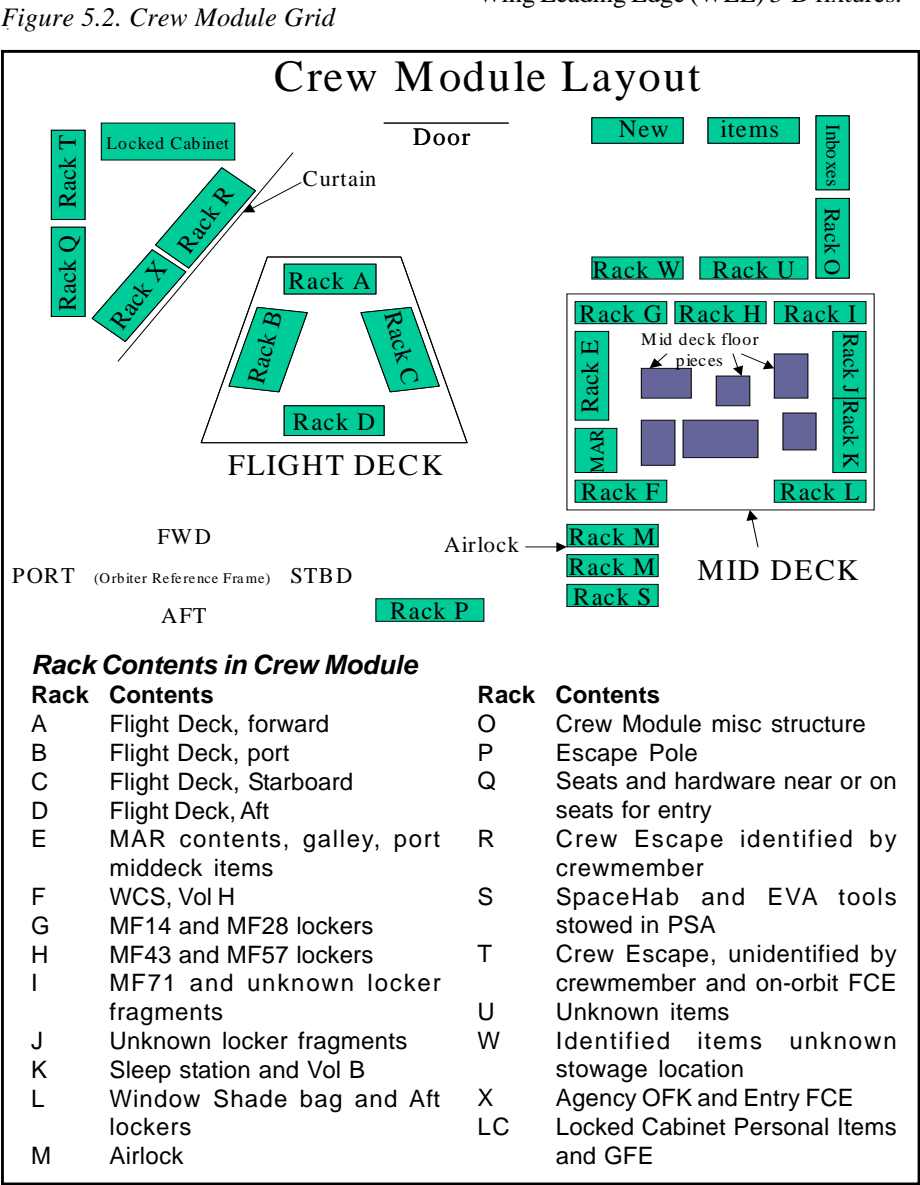 Figure 5.2. Crew Module Grid
Crew Module Layout
Door
New
items
Inboxes
Rack T
Locked Cabinet
Curtain
Rack R
Rack Q
Rack X
Rack O
Rack W
Rack U
Rack A
Rack B
Rack C
Rack D
FLIGHT DECK
Rack G
Rack H
Rack I
Mid deck floor
pieces
Rack E
Rack J
Rack K
MAR
Rack F
Rack L
FWD
PORT (Orbiter Reference Frame) STBD
AFT
Airlock
Rack M
Rack M
Rack S
MID DECK
Rack P
Rack Contents in Crew Module
Rack Contents
A Flight Deck, forward
B Flight Deck, port
C Flight Deck, Starboard
D Flight Deck, Aft
E MAR contents, galley, port
middeck items
F WCS, Vol H
G MF14 and MF28 lockers
H MF43 and MF57 lockers
I MF71 and unknown locker
fragments
J Unknown locker fragments
K Sleep station and Vol B
L Window Shade bag and Aft
lockers
M Airlock
Rack Contents
O Crew Module misc structure
P Escape Pole
Q Seats and hardware near or on
seats for entry
R Crew Escape identified by
crewmember
S SpaceHab and EVA tools
stowed in PSA
T Crew Escape, unidentified by
crewmember and on-orbit FCE
U Unknown items
W Identified items unknown
stowage location
X Agency OFK and Entry FCE
LC Locked Cabinet Personal Items
and GFE